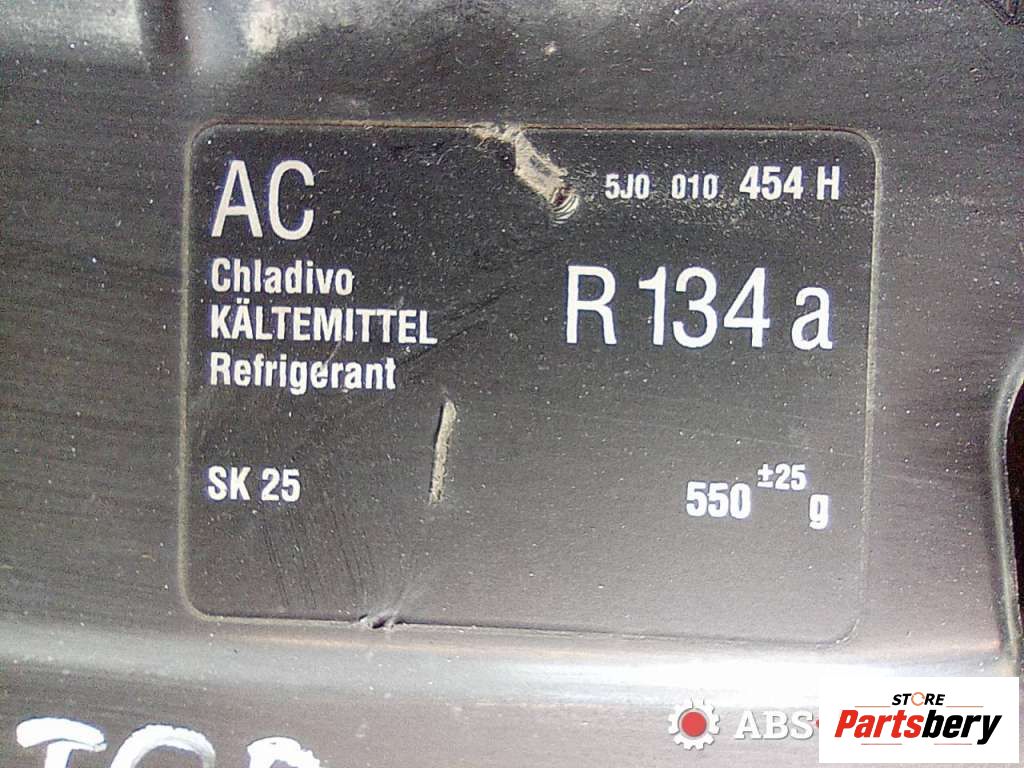 AC
5J0 010 454 H
Chladivo
KÄLTEMITTEL
Refrigerant
R 134 a
SK 25
550 ±25 g
ABS
STORE
Partsbery